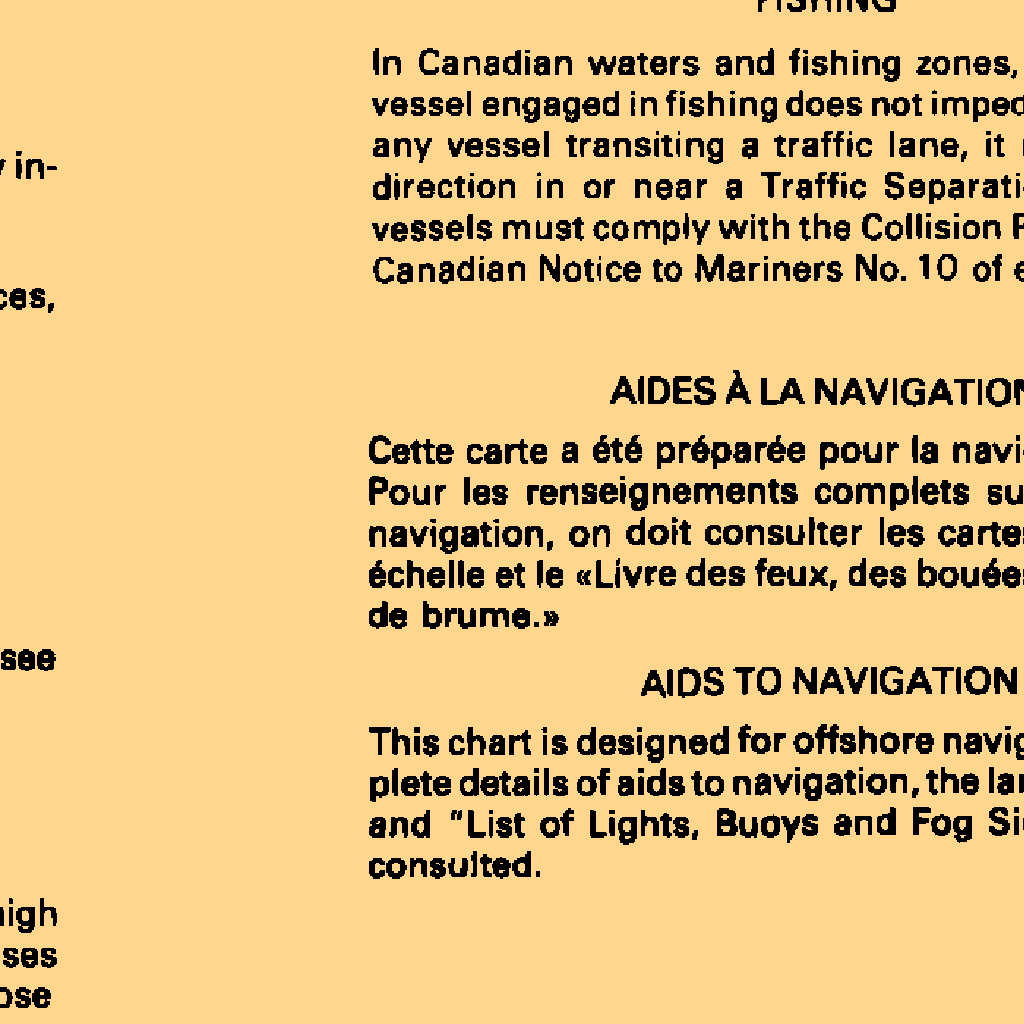 FISHING
In Canadian waters and fishing zones,
vessel engaged in fishing does not imped
any vessel transiting a traffic lane, it
direction in or near a Traffic Separati
vessels must comply with the Collision
Canadian Notice to Mariners No. 10 of e
AIDES À LA NAVIGATION
Cette carte a été préparée pour la navi
Pour les renseignements complets su
navigation, on doit consulter les cartes
échelle et le «Livre des feux, des bouées
de brume.»
AIDS TO NAVIGATION
This chart is designed for offshore navig
plete details of aids to navigation, the lar
and "List of Lights, Buoys and Fog Si
consulted.
in-
ces,
see
high
ses
ose